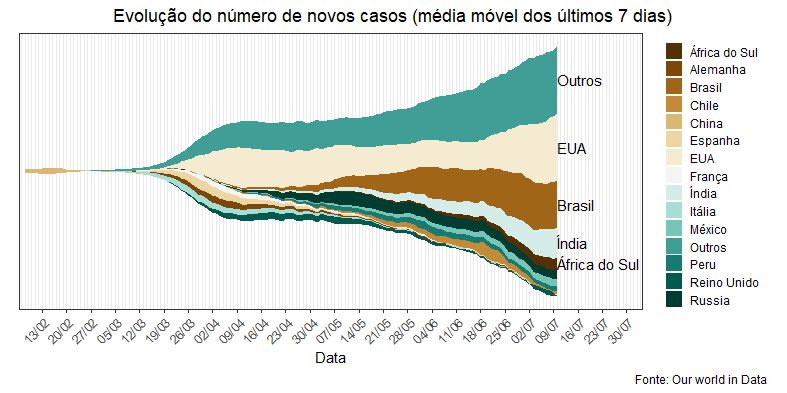 Evolução do número de novos casos (média móvel dos últimos 7 dias)
Outros
EUA
Brasil
Índia
África do Sul
África do Sul
Alemanha
Brasil
Chile
China
Espanha
EUA
França
Índia
Itália
México
Outros
Peru
Reino Unido
Russia
13/02 20/02 27/02 05/03 12/03 19/03 26/03 02/04 09/04 16/04 23/04 30/04 07/05 14/05 21/05 28/05 04/06 11/06 18/06 25/06 02/07 09/07 16/07 23/07 30/07
Data
Fonte: Our world in Data